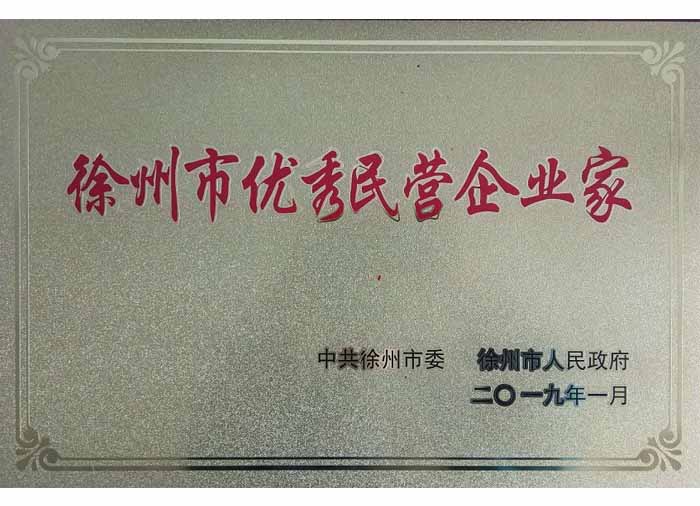 徐州市优秀民营企业家
中共徐州市委 徐州市人民政府
二〇一九年一月